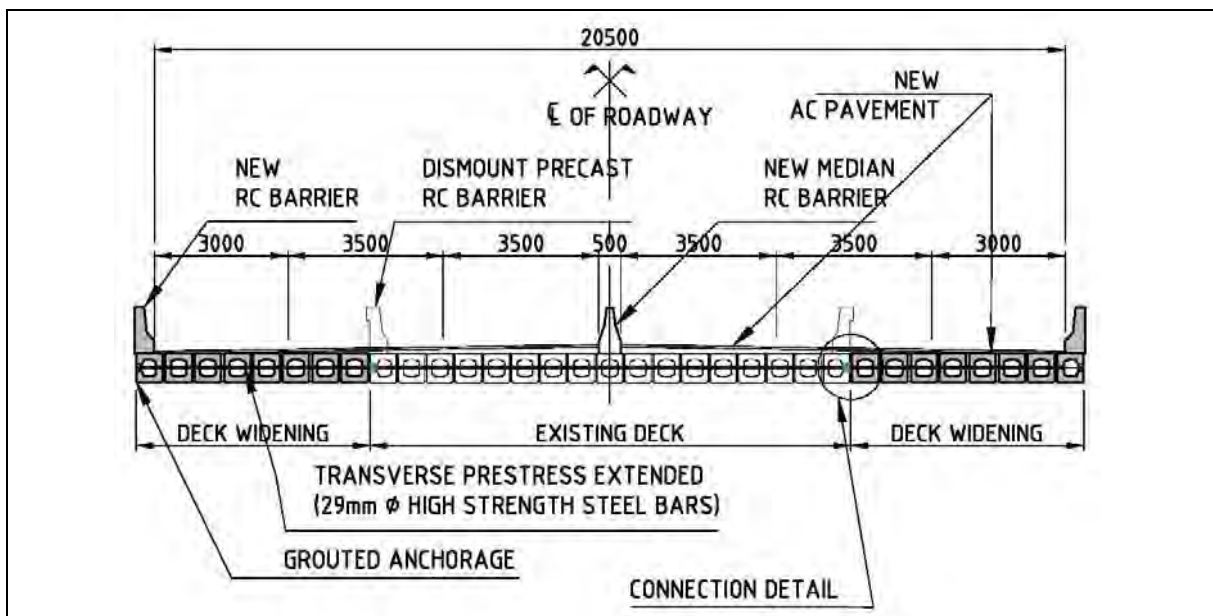 20500
℄ OF ROADWAY
NEW
AC PAVEMENT
NEW
RC BARRIER
DISMOUNT PRECAST
RC BARRIER
NEW MEDIAN
RC BARRIER
3000
3500
3500
500
3500
3500
3000
DECK WIDENING
EXISTING DECK
DECK WIDENING
TRANSVERSE PRESTRESS EXTENDED
(29mm Ø HIGH STRENGTH STEEL BARS)
GROUTED ANCHORAGE
CONNECTION DETAIL